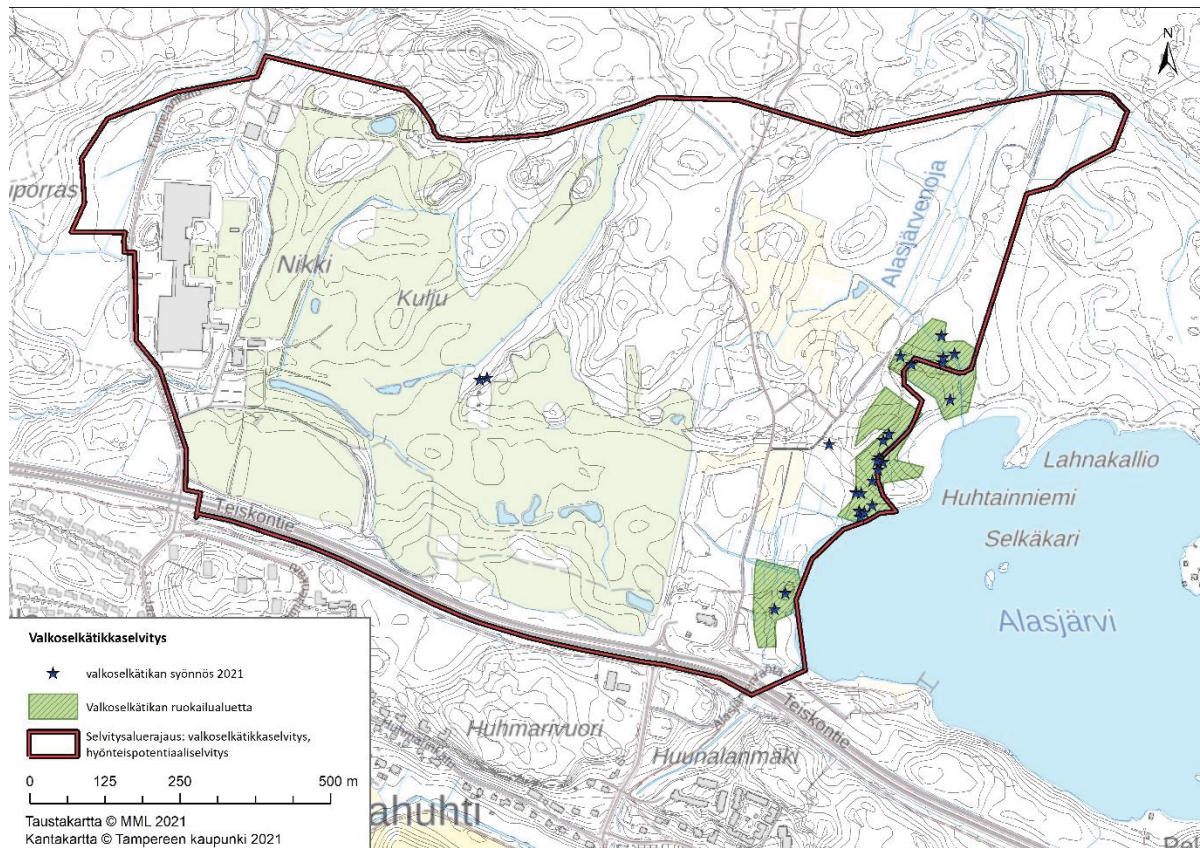 N
iporras
Nikki
Kulju
Alasjärvenoja
Lahnakallio
Huhtainniemi
Selkäkari
Alasjärvi
Teiskontie
Teiskontie
Huhmarivuori
Huunalanmäki
ahuhti
Valkoselkätikkaselvitys
valkoselkätikan syönnös 2021
Valkoselkätikan ruokailualuetta
Selvitysaluerajaus: valkoselkätikkaselvitys,
hyönteispotentiaaliselvitys
0 125 250 500 m
Taustakartta © MML 2021
Kantakartta © Tampereen kaupunki 2021